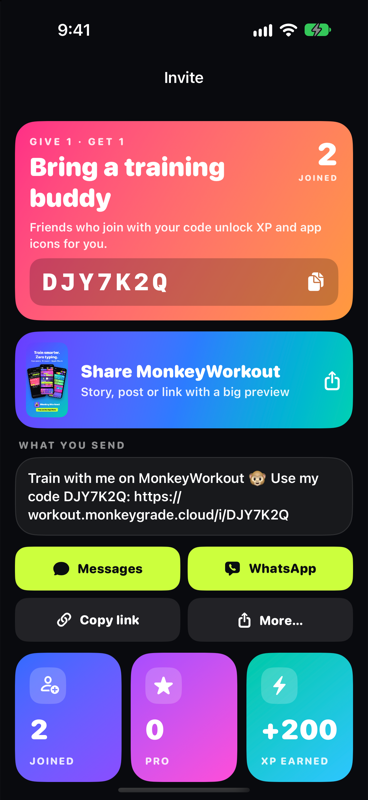 9:41
Invite
GIVE 1 · GET 1
Bring a training
buddy
2
JOINED
Friends who join with your code unlock XP and app
icons for you.
DJY7K2Q
Share MonkeyWorkout
Story, post or link with a big preview
WHAT YOU SEND
Train with me on MonkeyWorkout 🐵 Use my
code DJY7K2Q: https://
workout.monkeygrade.cloud/i/DJY7K2Q
Messages
WhatsApp
Copy link
More...
2
JOINED
0
PRO
+200
XP EARNED